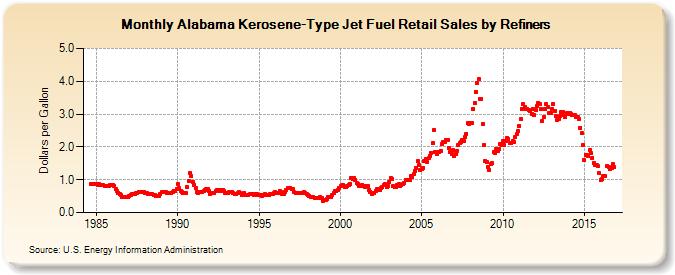 Monthly Alabama Kerosene-Type Jet Fuel Retail Sales by Refiners
Dollars per Gallon
5.0
4.0
3.0
2.0
1.0
0.0
1985 1990 1995 2000 2005 2010 2015
Source: U.S. Energy Information Administration